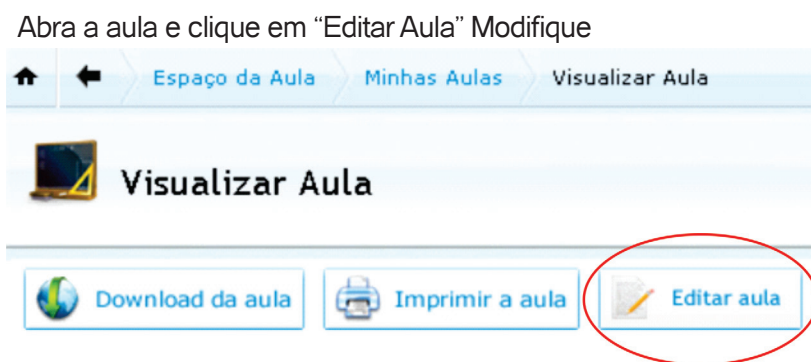 Abra a aula e clique em “Editar Aula” Modifique
Espaço da Aula Minhas Aulas Visualizar Aula
Visualizar Aula
Download da aula Imprimir a aula Editar aula